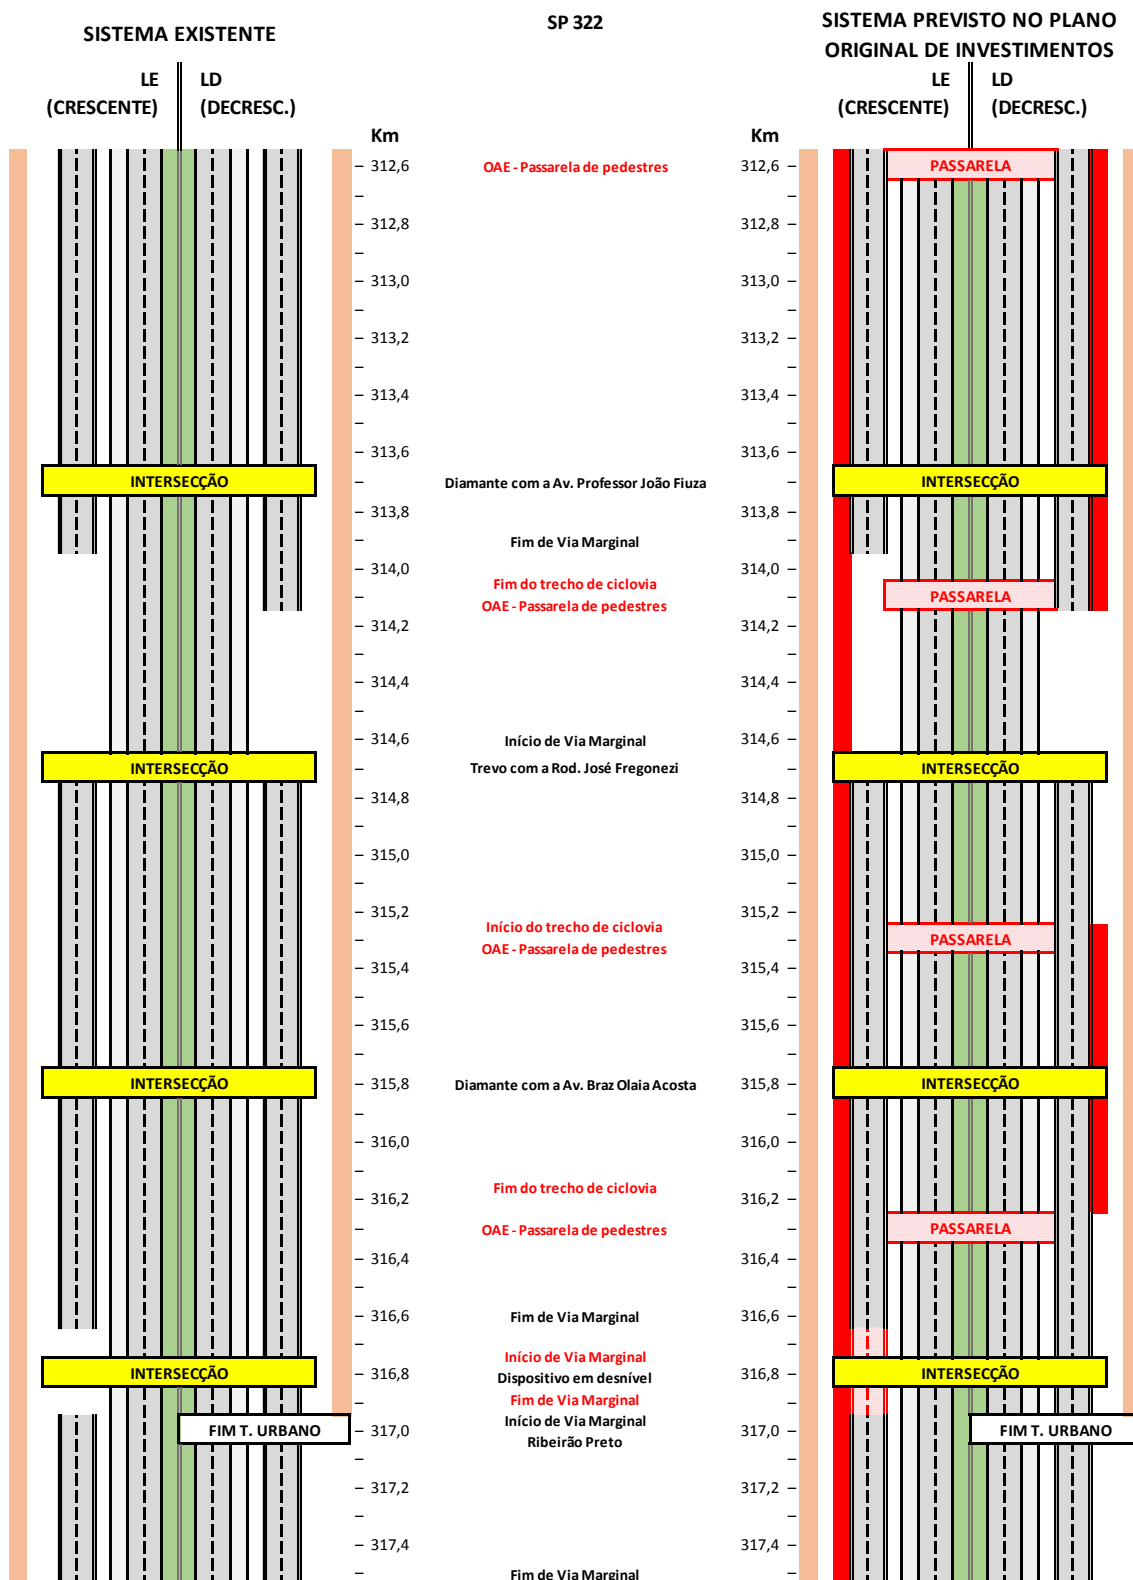 SISTEMA EXISTENTE
SP 322
SISTEMA PREVISTO NO PLANO
ORIGINAL DE INVESTIMENTOS
LE LD
(CRESCENTE) (DECRESC.)
LE LD
(CRESCENTE) (DECRESC.)
Km Km
312,6 OAE - Passarela de pedestres 312,6 PASSARELA
312,8 312,8
313,0 313,0
313,2 313,2
313,4 313,4
313,6 313,6
INTERSECÇÃO Diamante com a Av. Professor João Fiuza INTERSECÇÃO
313,8 313,8
Fim de Via Marginal
314,0 314,0
Fim do trecho de ciclovia
OAE - Passarela de pedestres PASSARELA
314,2 314,2
314,4 314,4
314,6 Início de Via Marginal 314,6
INTERSECÇÃO Trevo com a Rod. José Fregonezi INTERSECÇÃO
314,8 314,8
315,0 315,0
315,2 315,2
Início do trecho de ciclovia
OAE - Passarela de pedestres PASSARELA
315,4 315,4
315,6 315,6
INTERSECÇÃO 315,8 Diamante com a Av. Braz Olaia Acosta 315,8 INTERSECÇÃO
316,0 316,0
Fim do trecho de ciclovia
316,2 316,2
OAE - Passarela de pedestres PASSARELA
316,4 316,4
316,6 Fim de Via Marginal 316,6
Início de Via Marginal
INTERSECÇÃO 316,8 Dispositivo em desnível 316,8 INTERSECÇÃO
Fim de Via Marginal
Início de Via Marginal
FIM T. URBANO 317,0 317,0 FIM T. URBANO
Ribeirão Preto
317,2 317,2
317,4 317,4
Fim de Via Marginal